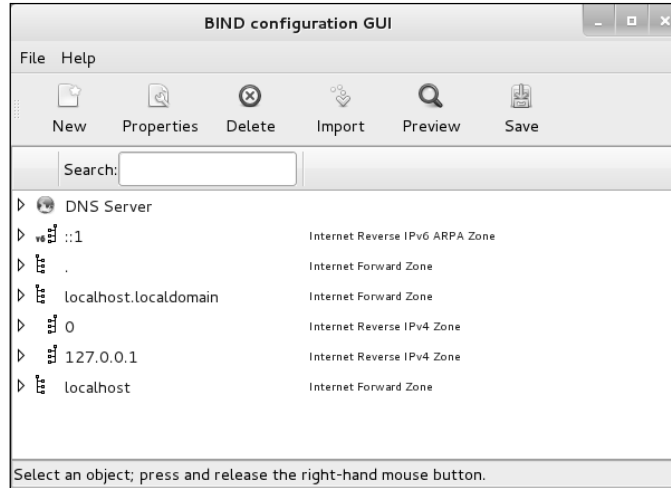 BIND configuration GUI
File Help
New Properties Delete Import Preview Save
Search:
DNS Server
v6 ::1 Internet Reverse IPv6 ARPA Zone
. Internet Forward Zone
localhost.localdomain Internet Forward Zone
0 Internet Reverse IPv4 Zone
127.0.0.1 Internet Reverse IPv4 Zone
localhost Internet Forward Zone
Select an object; press and release the right-hand mouse button.